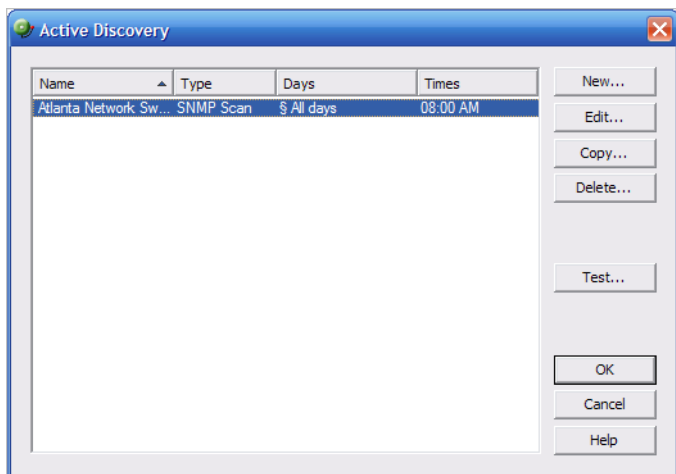 Active Discovery
Name Type Days Times
Atlanta Network Sw... SNMP Scan § All days 08:00 AM
New...
Edit...
Copy...
Delete...
Test...
OK
Cancel
Help